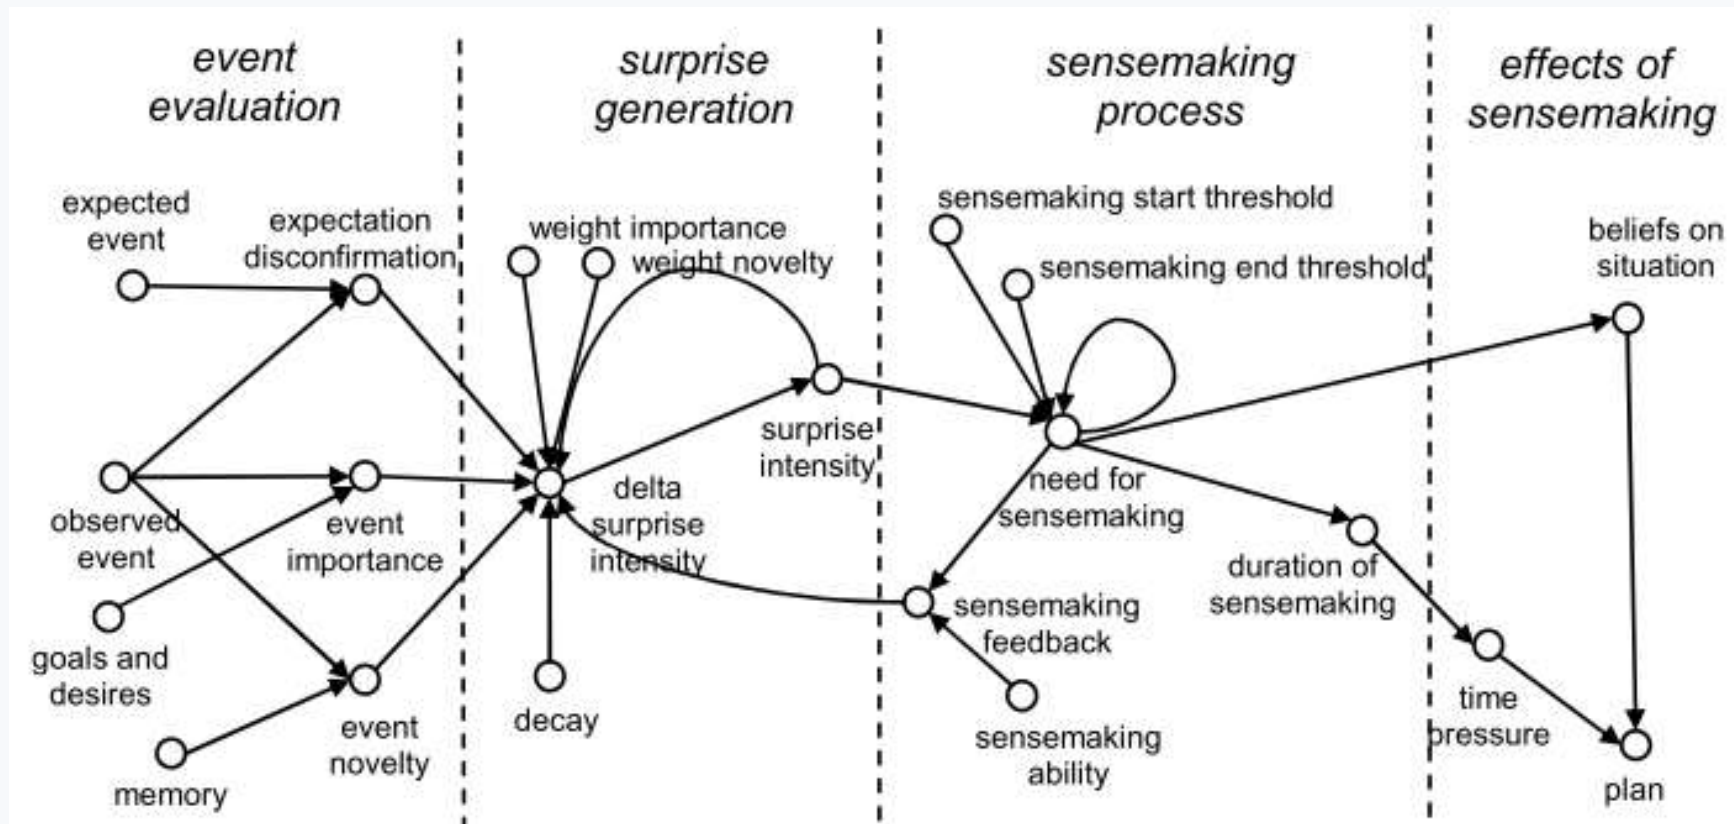 event
evaluation
surprise
generation
sensemaking
process
effects of
sensemaking
expected
event
expectation
disconfirmation
observed
event
event
importance
goals and
desires
event
novelty
memory
weight importance
weight novelty
surprise
intensity
delta
surprise
intensity
decay
sensemaking start threshold
sensemaking end threshold
need for
sensemaking
duration of
sensemaking
sensemaking
feedback
sensemaking
ability
beliefs on
situation
time
pressure
plan